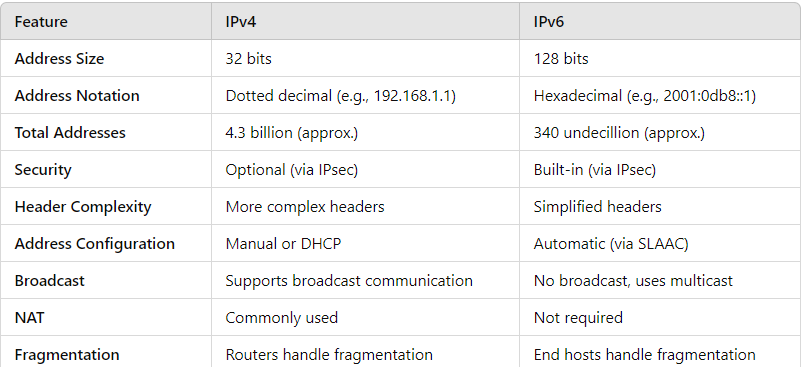 Feature IPv4 IPv6
Address Size 32 bits 128 bits
Address Notation Dotted decimal (e.g., 192.168.1.1) Hexadecimal (e.g., 2001:0db8::1)
Total Addresses 4.3 billion (approx.) 340 undecillion (approx.)
Security Optional (via IPsec) Built-in (via IPsec)
Header Complexity More complex headers Simplified headers
Address Configuration Manual or DHCP Automatic (via SLAAC)
Broadcast Supports broadcast communication No broadcast, uses multicast
NAT Commonly used Not required
Fragmentation Routers handle fragmentation End hosts handle fragmentation